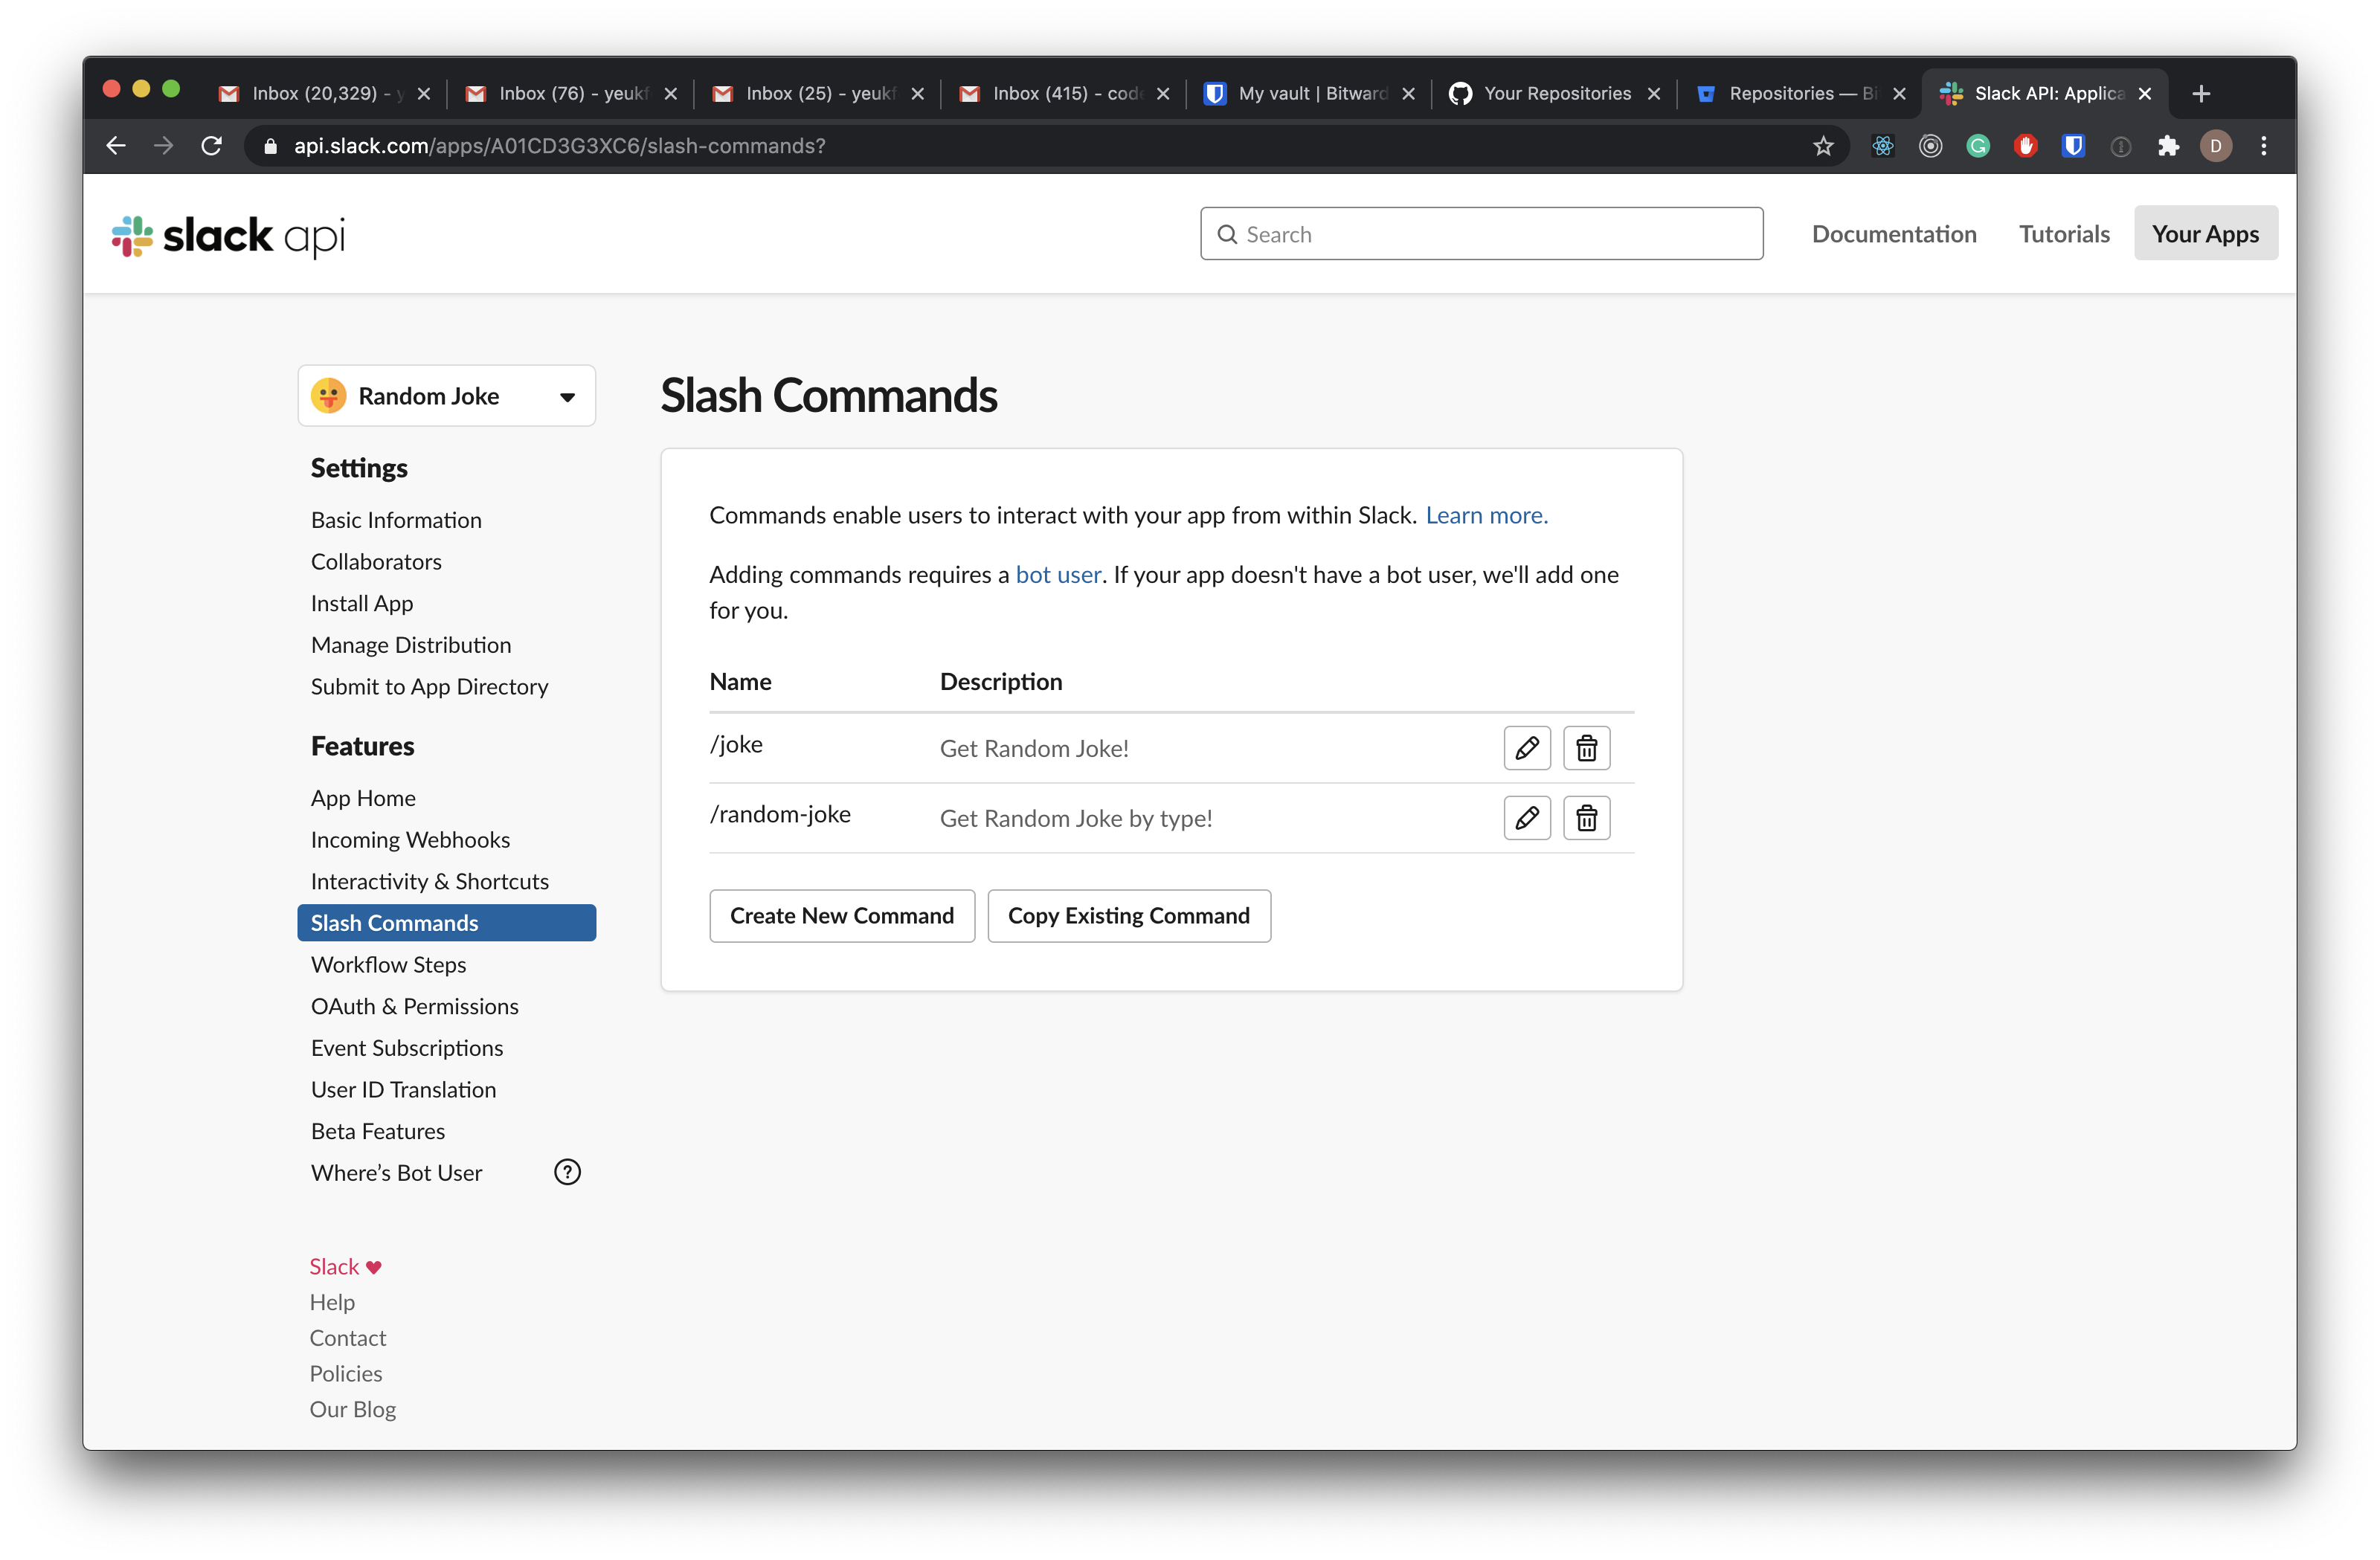 Inbox (20,329) - y
Inbox (76) - yeukf
Inbox (25) - yeukf
Inbox (415) - code
My vault | Bitward
Your Repositories
Repositories — Bi
Slack API: Applica
api.slack.com/apps/A01CD3G3XC6/slash-commands?
D
slack api
Search
Documentation
Tutorials
Your Apps
Random Joke
Settings
Basic Information
Collaborators
Install App
Manage Distribution
Submit to App Directory
Features
App Home
Incoming Webhooks
Interactivity & Shortcuts
Slash Commands
Workflow Steps
OAuth & Permissions
Event Subscriptions
User ID Translation
Beta Features
Where’s Bot User ?
Slack ♥
Help
Contact
Policies
Our Blog
Slash Commands
Commands enable users to interact with your app from within Slack. Learn more.
Adding commands requires a bot user. If your app doesn't have a bot user, we'll add one
for you.
Name Description
/joke Get Random Joke!
/random-joke Get Random Joke by type!
Create New Command
Copy Existing Command